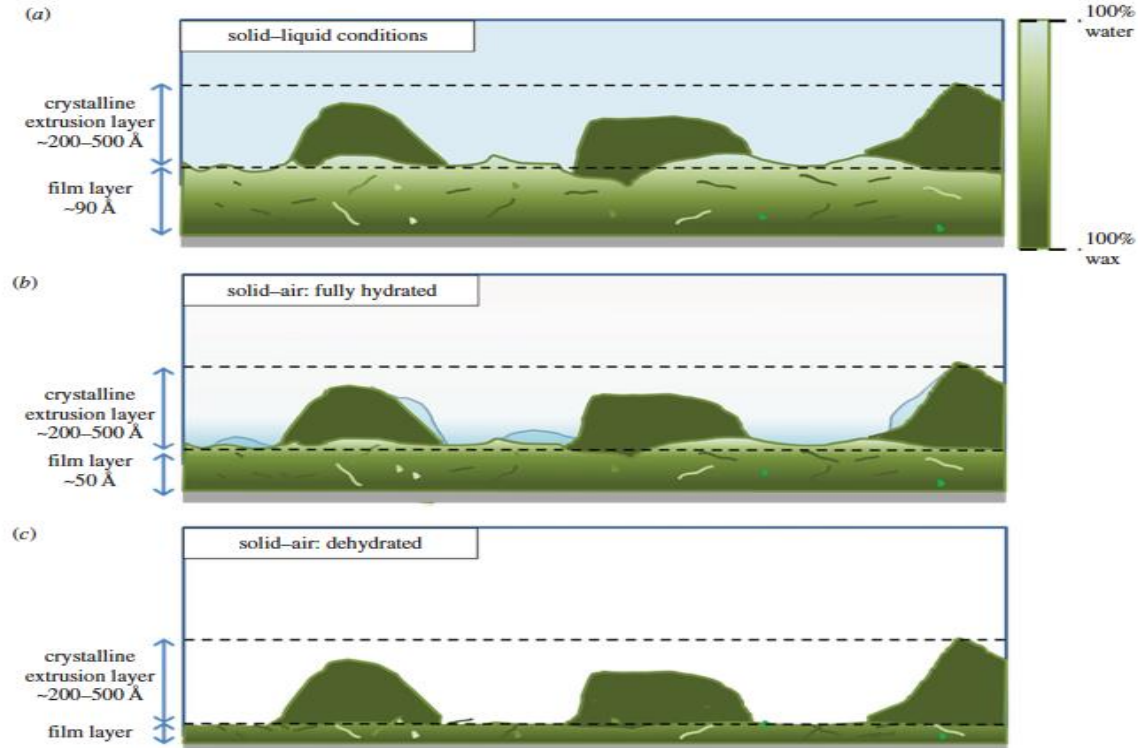 (a)
solid–liquid conditions
100%
water
crystalline
extrusion layer
~200–500 Å
film layer
~90 Å
100%
wax
(b)
solid–air: fully hydrated
crystalline
extrusion layer
~200–500 Å
film layer
~50 Å
(c)
solid–air: dehydrated
crystalline
extrusion layer
~200–500 Å
film layer